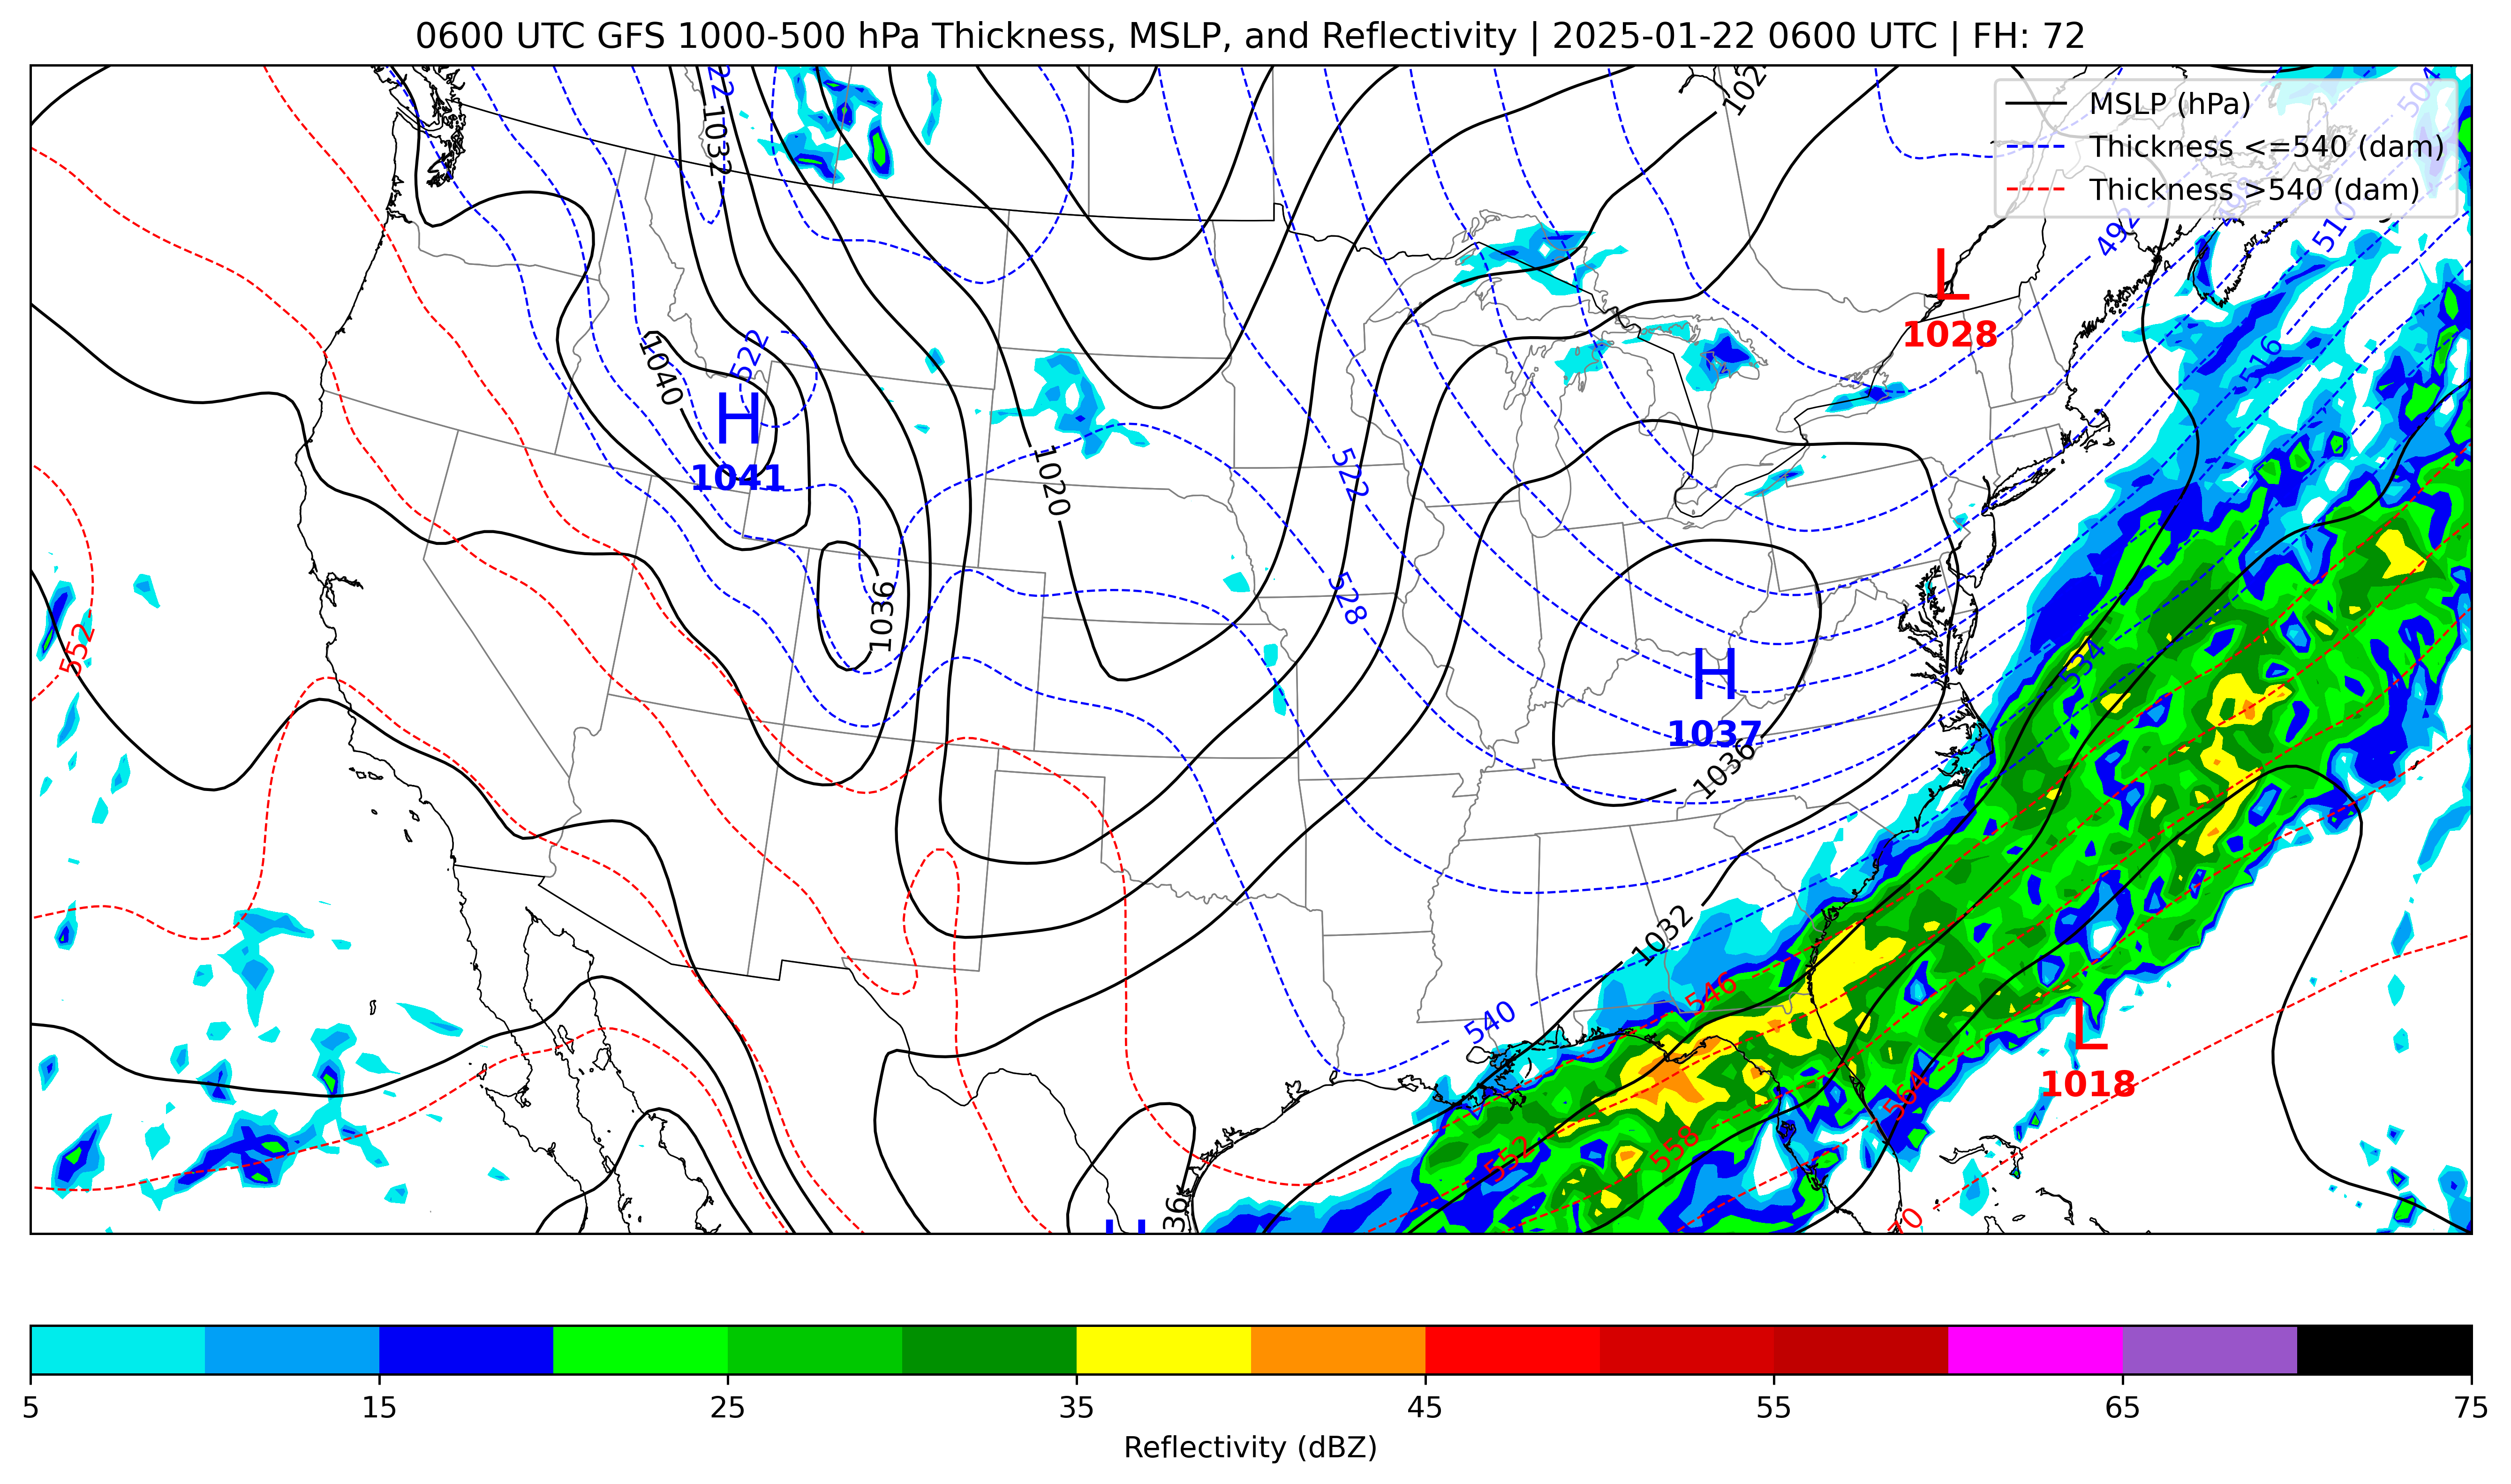 0600 UTC GFS 1000-500 hPa Thickness, MSLP, and Reflectivity | 2025-01-22 0600 UTC | FH: 72
MSLP (hPa)
Thickness <=540 (dam)
Thickness >540 (dam)
504
1032
492
510
L
1028
516
522
1040
H
1041
1020
522
528
1036
552
534
H
1037
1036
1032
546
540
L
1018
564
552
558
5 15 25 35 45 55 65 75
Reflectivity (dBZ)